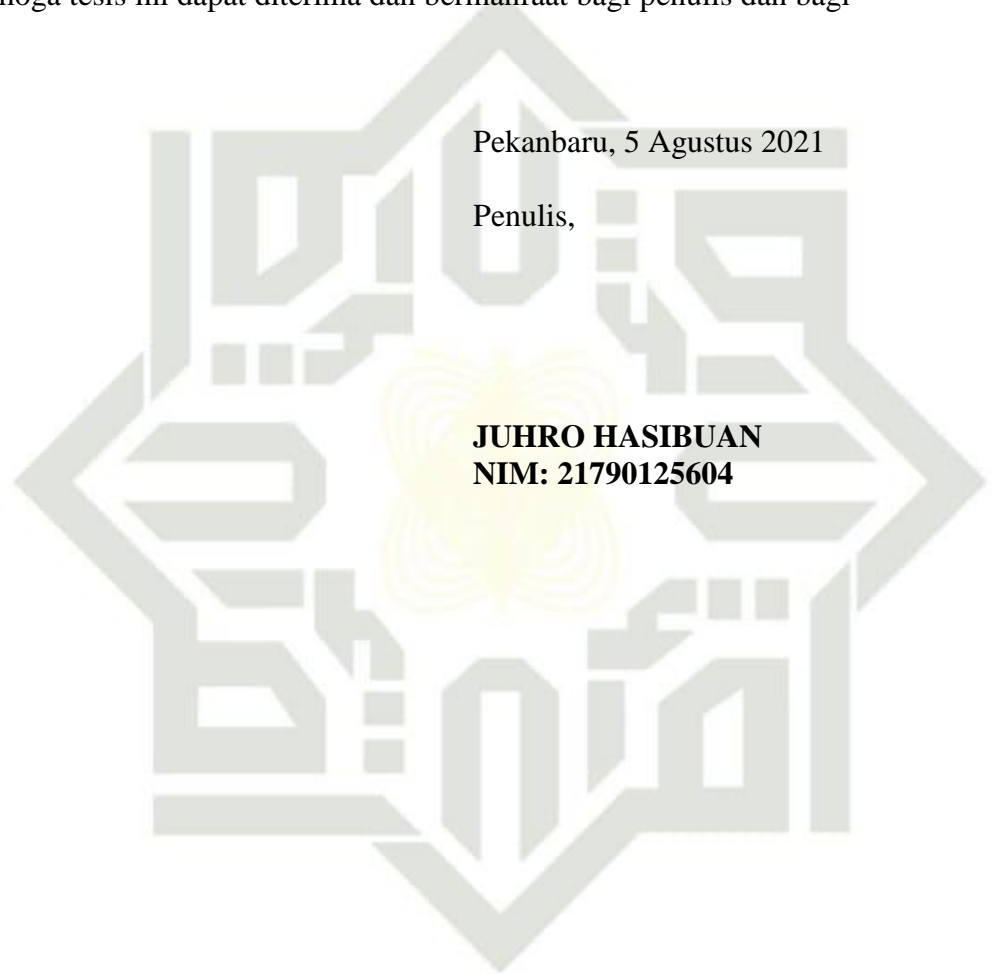 tesis ini dapat diterima dan bermanfaat bagi penulis dan bagi
Pekanbaru, 5 Agustus 2021
Penulis,
JUHRO HASIBUAN
NIM: 21790125604